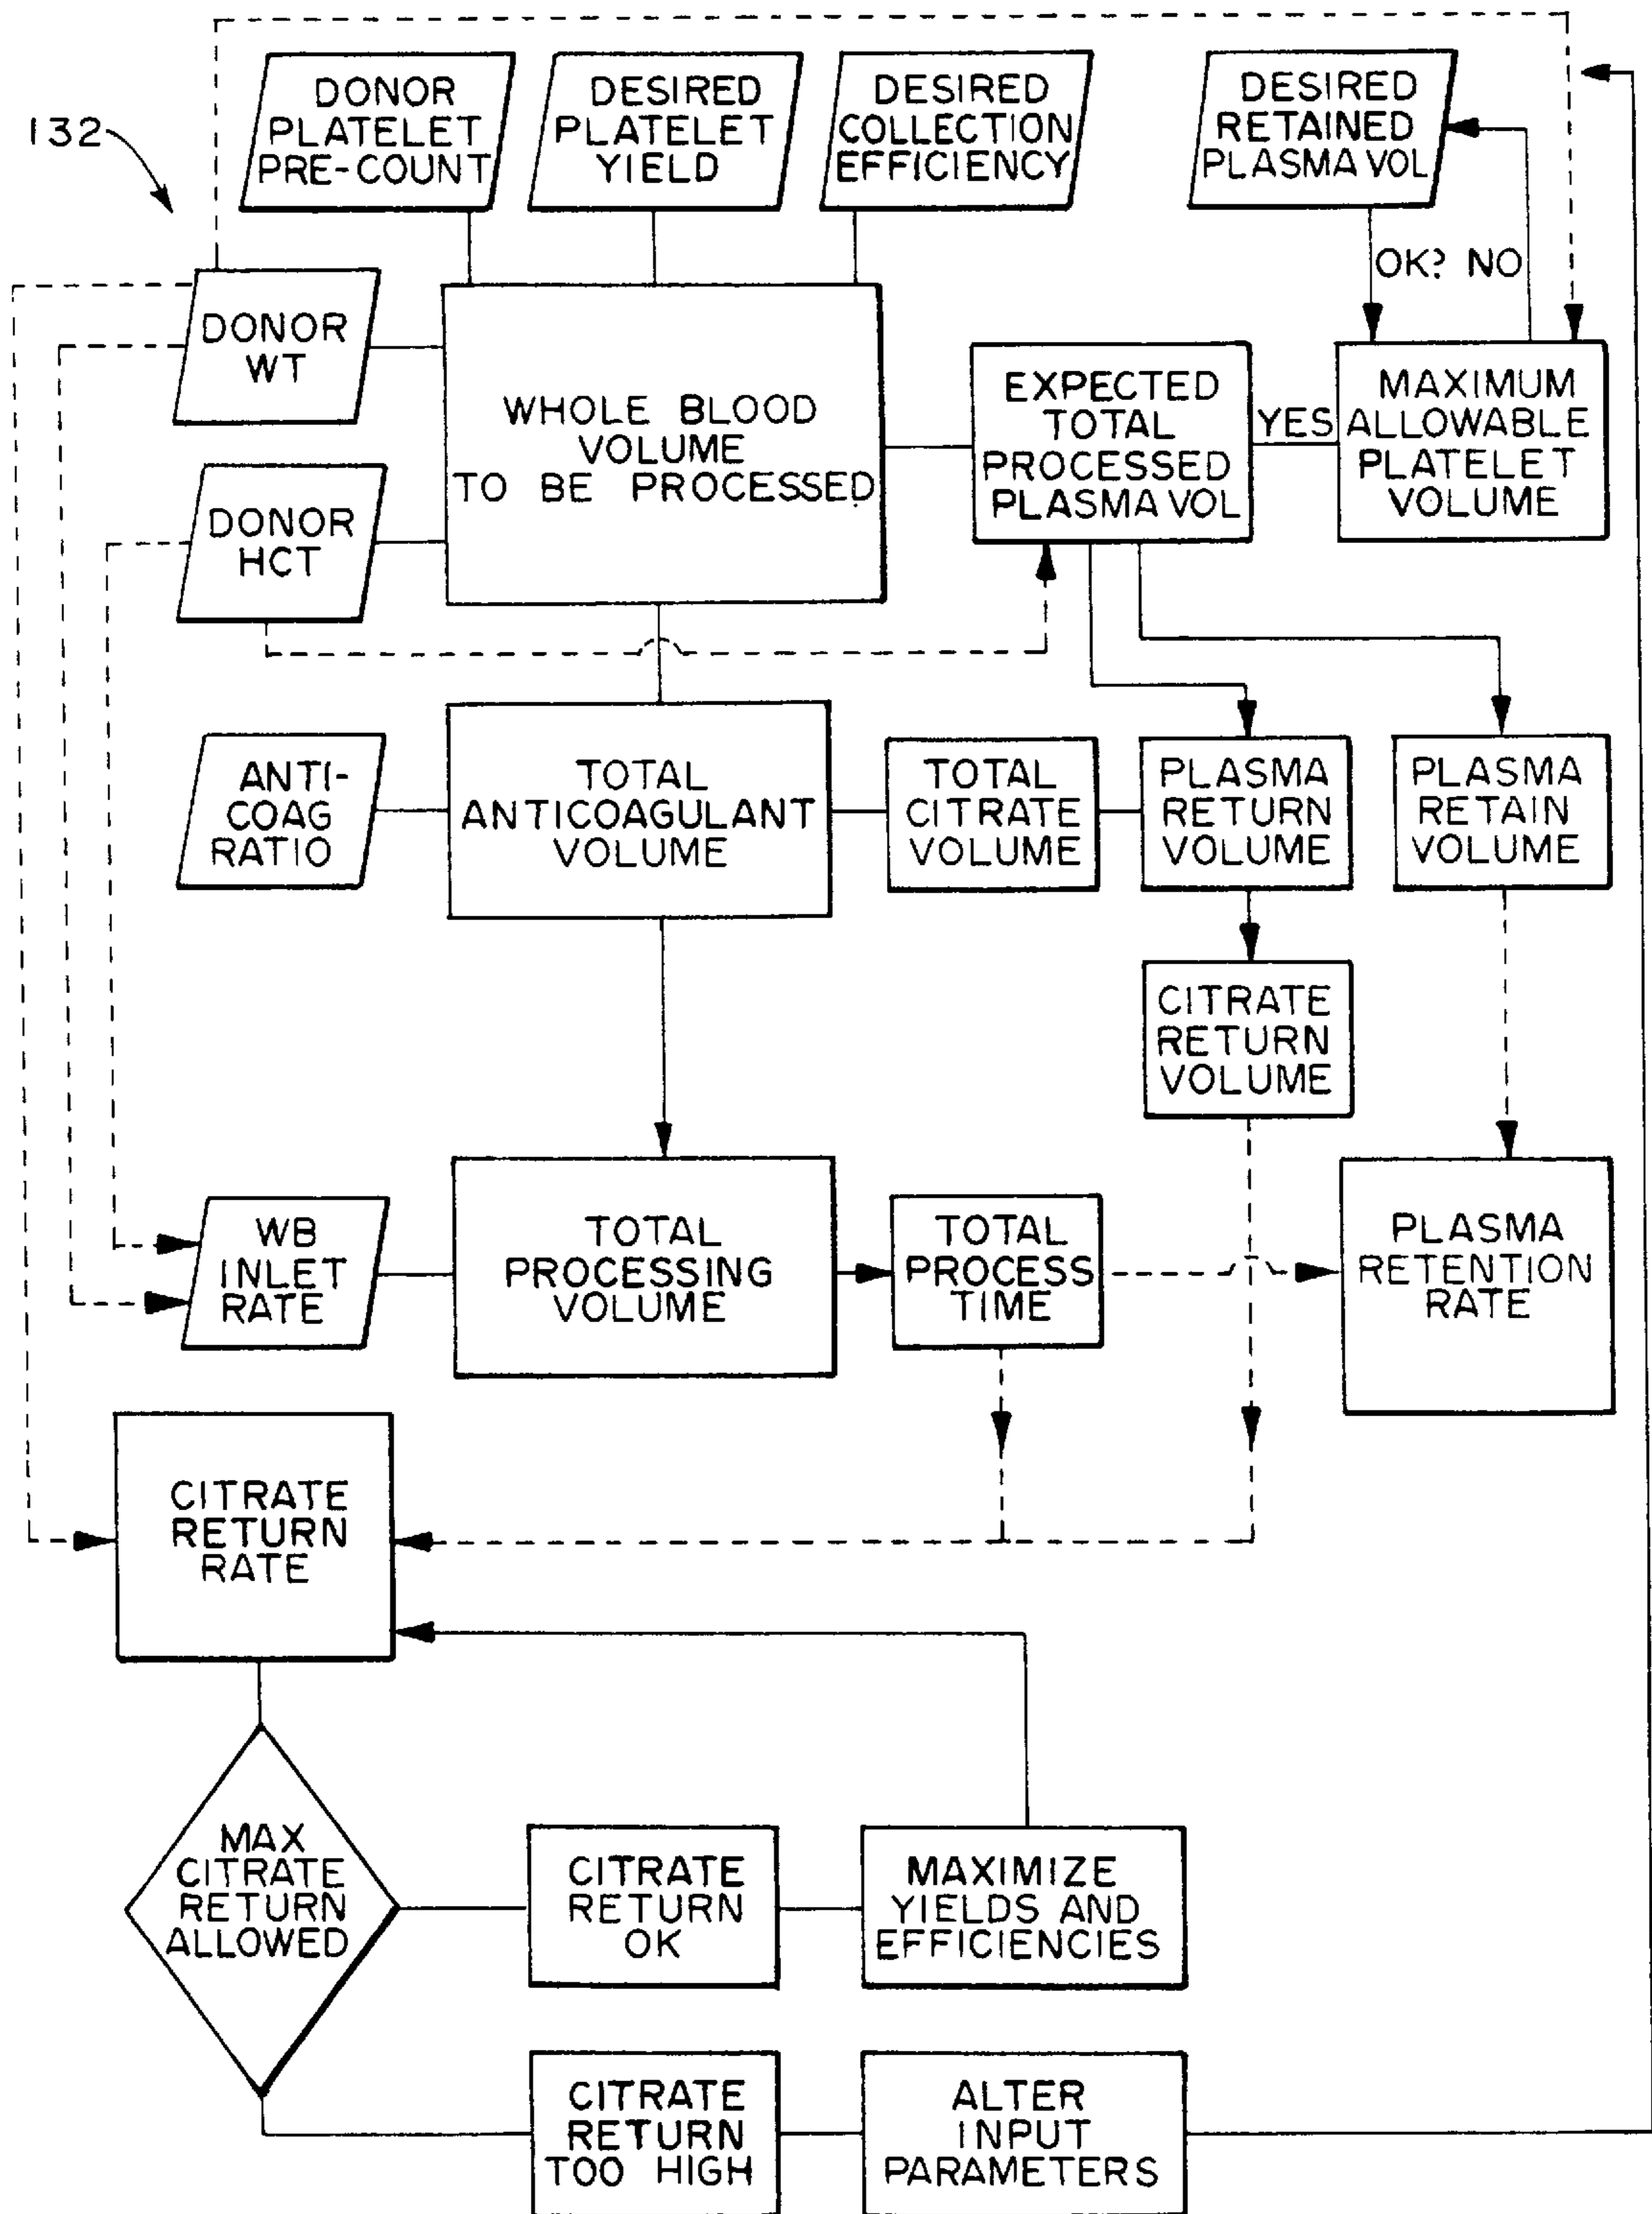 132
DONOR
PLATELET
PRE-COUNT
DESIRED
PLATELET
YIELD
DESIRED
COLLECTION
EFFICIENCY
DESIRED
RETAINED
PLASMA VOL
OK? NO
DONOR
WT
WHOLE BLOOD
VOLUME
TO BE PROCESSED
EXPECTED
TOTAL
PROCESSED
PLASMA VOL
YES
MAXIMUM
ALLOWABLE
PLATELET
VOLUME
DONOR
HCT
ANTI-
COAG
RATIO
TOTAL
ANTICOAGULANT
VOLUME
TOTAL
CITRATE
VOLUME
PLASMA
RETURN
VOLUME
PLASMA
RETAIN
VOLUME
CITRATE
RETURN
VOLUME
WB
INLET
RATE
TOTAL
PROCESSING
VOLUME
TOTAL
PROCESS
TIME
PLASMA
RETENTION
RATE
CITRATE
RETURN
RATE
MAX
CITRATE
RETURN
ALLOWED
CITRATE
RETURN
OK
MAXIMIZE
YIELDS AND
EFFICIENCIES
CITRATE
RETURN
TOO HIGH
ALTER
INPUT
PARAMETERS